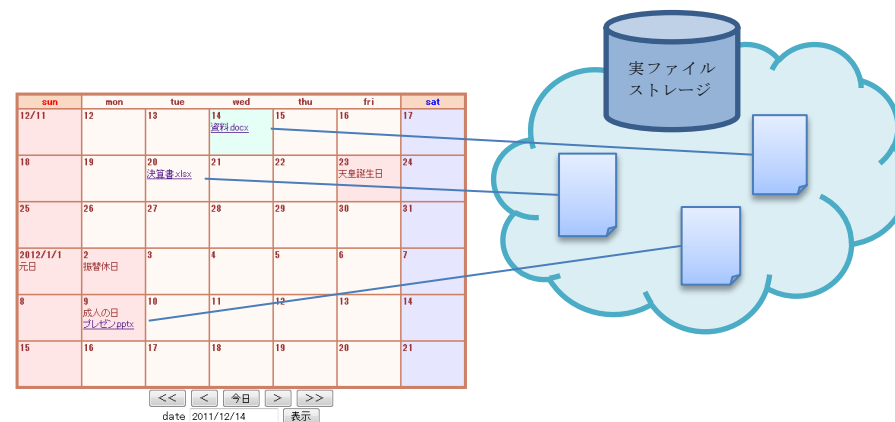 実ファイル
ストレージ
sun mon tue wed thu fri sat
12/11 12 13 14 15 16 17
資料.docx
18 19 20 21 22 23 24
決算書.xlsx 天皇誕生日
25 26 27 28 29 30 31
2012/1/1 2 3 4 5 6 7
元日 振替休日
8 9 10 11 12 13 14
成人の日
プレゼン.pptx
15 16 17 18 19 20 21
<< < 今日 > >>
date 2011/12/14 表示